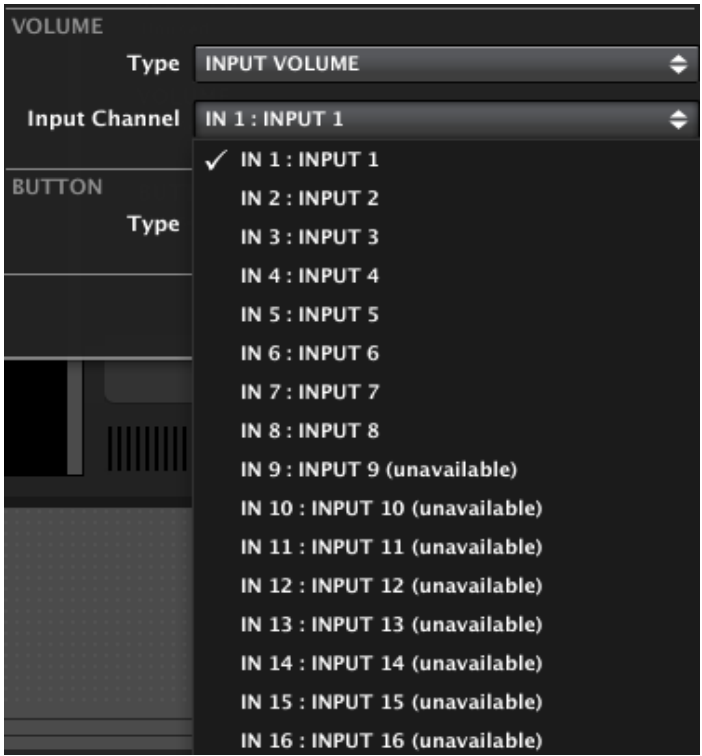 VOLUME
Type INPUT VOLUME
Input Channel IN 1 : INPUT 1
✓ IN 1 : INPUT 1
BUTTON
IN 2 : INPUT 2
Type
IN 3 : INPUT 3
IN 4 : INPUT 4
IN 5 : INPUT 5
IN 6 : INPUT 6
IN 7 : INPUT 7
IN 8 : INPUT 8
IN 9 : INPUT 9 (unavailable)
IN 10 : INPUT 10 (unavailable)
IN 11 : INPUT 11 (unavailable)
IN 12 : INPUT 12 (unavailable)
IN 13 : INPUT 13 (unavailable)
IN 14 : INPUT 14 (unavailable)
IN 15 : INPUT 15 (unavailable)
IN 16 : INPUT 16 (unavailable)